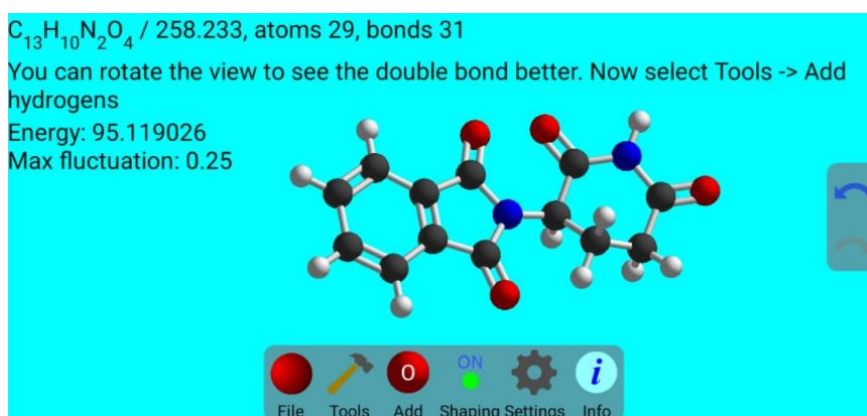 C₁₃H₁₀N₂O₄ / 258.233, atoms 29, bonds 31
You can rotate the view to see the double bond better. Now select Tools -> Add
hydrogens
Energy: 95.119026
Max fluctuation: 0.25
O
ON
i
File Tools Add Shaping Settings Info